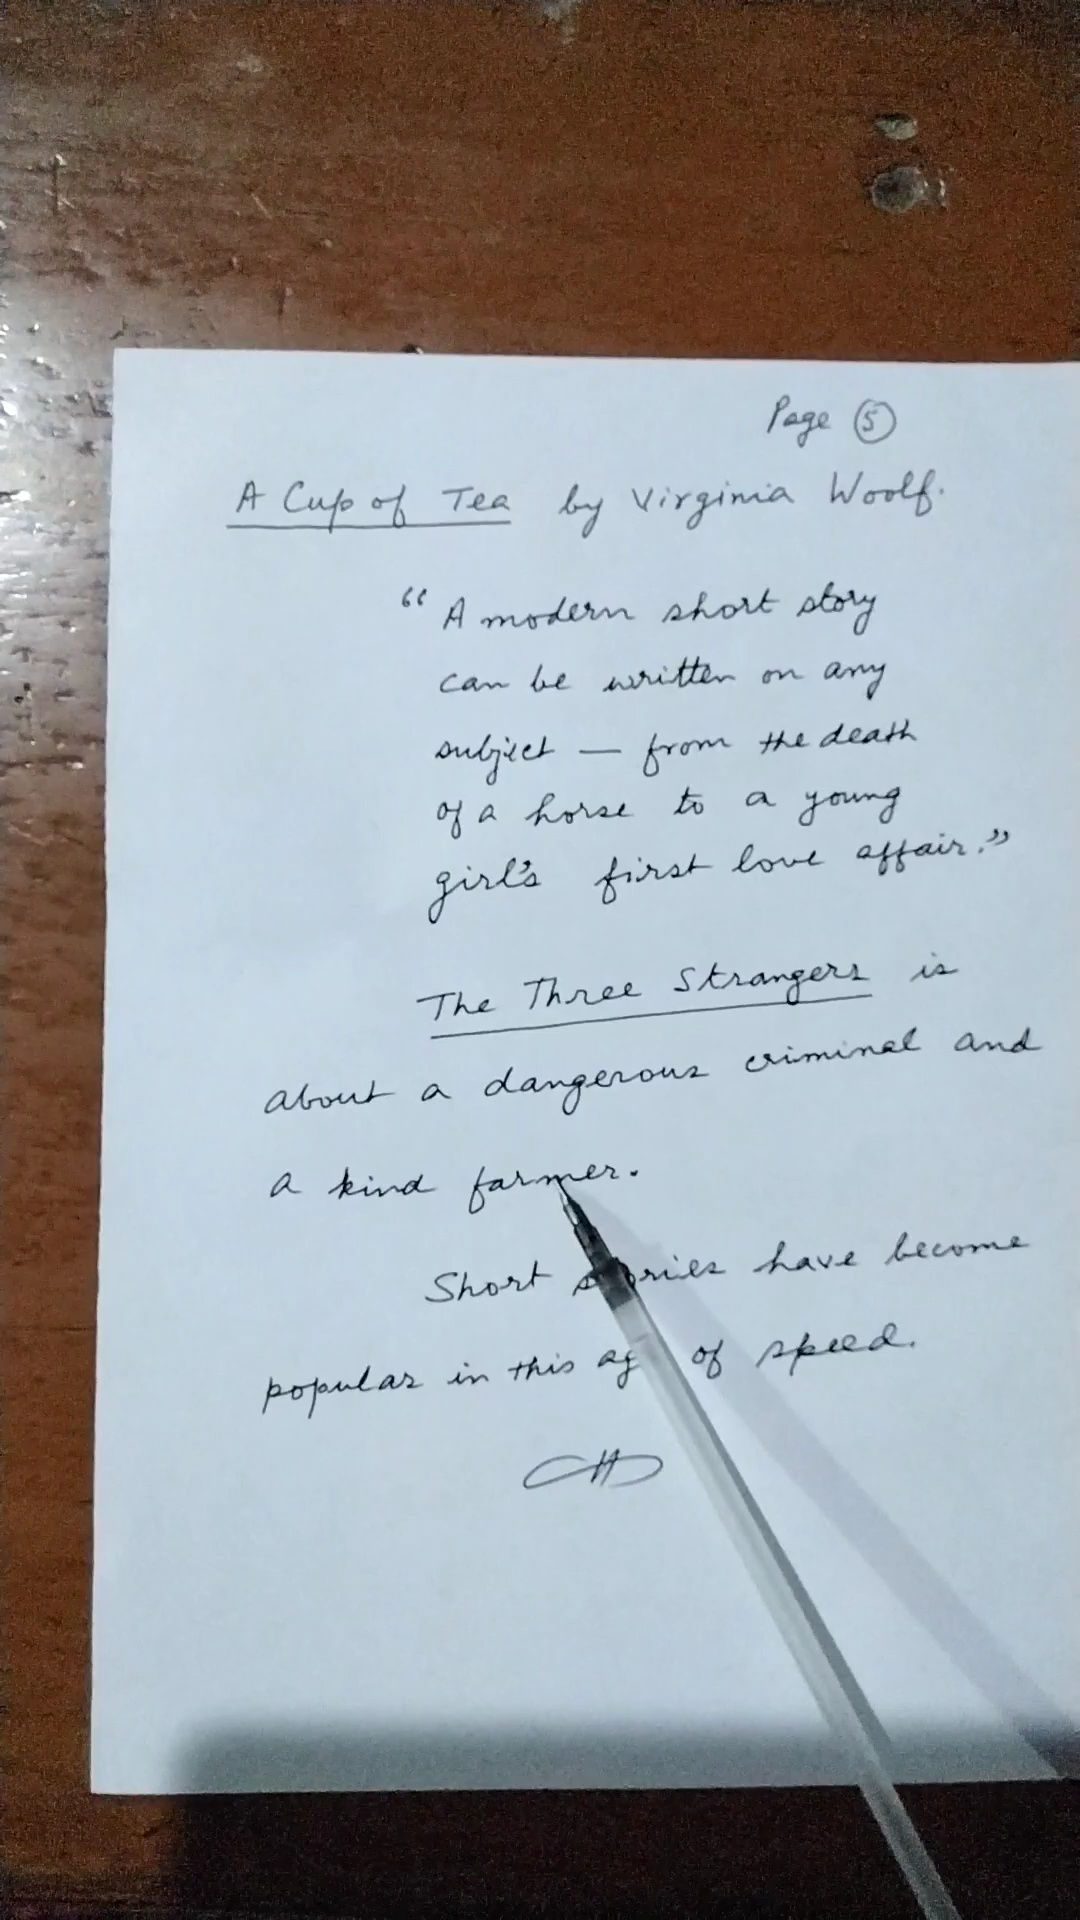 Page 5
A Cup of Tea by Virginia Woolf.
"A modern short story
can be written on any
subject — from the death
of a horse to a young
girl's first love affair."
The Three Strangers is
about a dangerous criminal and
a kind farmer.
Short stories have become
popular in this age of speed.